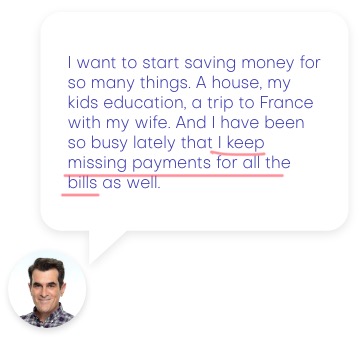 I want to start saving money for
so many things. A house, my
kids education, a trip to France
with my wife. And I have been
so busy lately that I keep
missing payments for all the
bills as well.